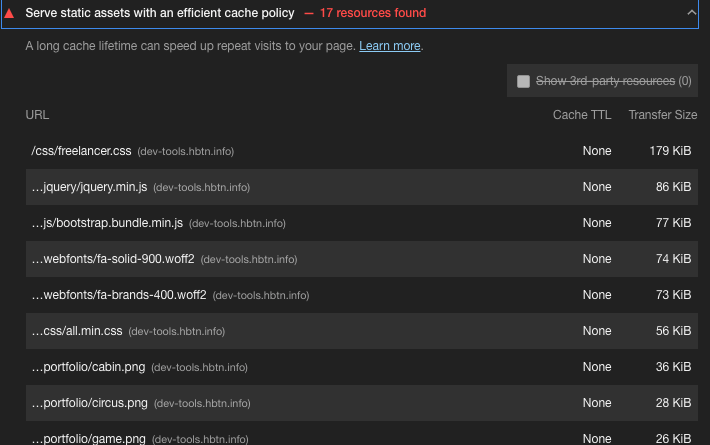 Serve static assets with an efficient cache policy — 17 resources found
A long cache lifetime can speed up repeat visits to your page. Learn more.
Show 3rd-party resources (0)
URL Cache TTL Transfer Size
/css/freelancer.css (dev-tools.hbtn.info) None 179 KiB
…jquery/jquery.min.js (dev-tools.hbtn.info) None 86 KiB
…js/bootstrap.bundle.min.js (dev-tools.hbtn.info) None 77 KiB
…webfonts/fa-solid-900.woff2 (dev-tools.hbtn.info) None 74 KiB
…webfonts/fa-brands-400.woff2 (dev-tools.hbtn.info) None 73 KiB
…css/all.min.css (dev-tools.hbtn.info) None 56 KiB
…portfolio/cabin.png (dev-tools.hbtn.info) None 36 KiB
…portfolio/circus.png (dev-tools.hbtn.info) None 28 KiB
…portfolio/game.png (dev-tools.hbtn.info) None 26 KiB